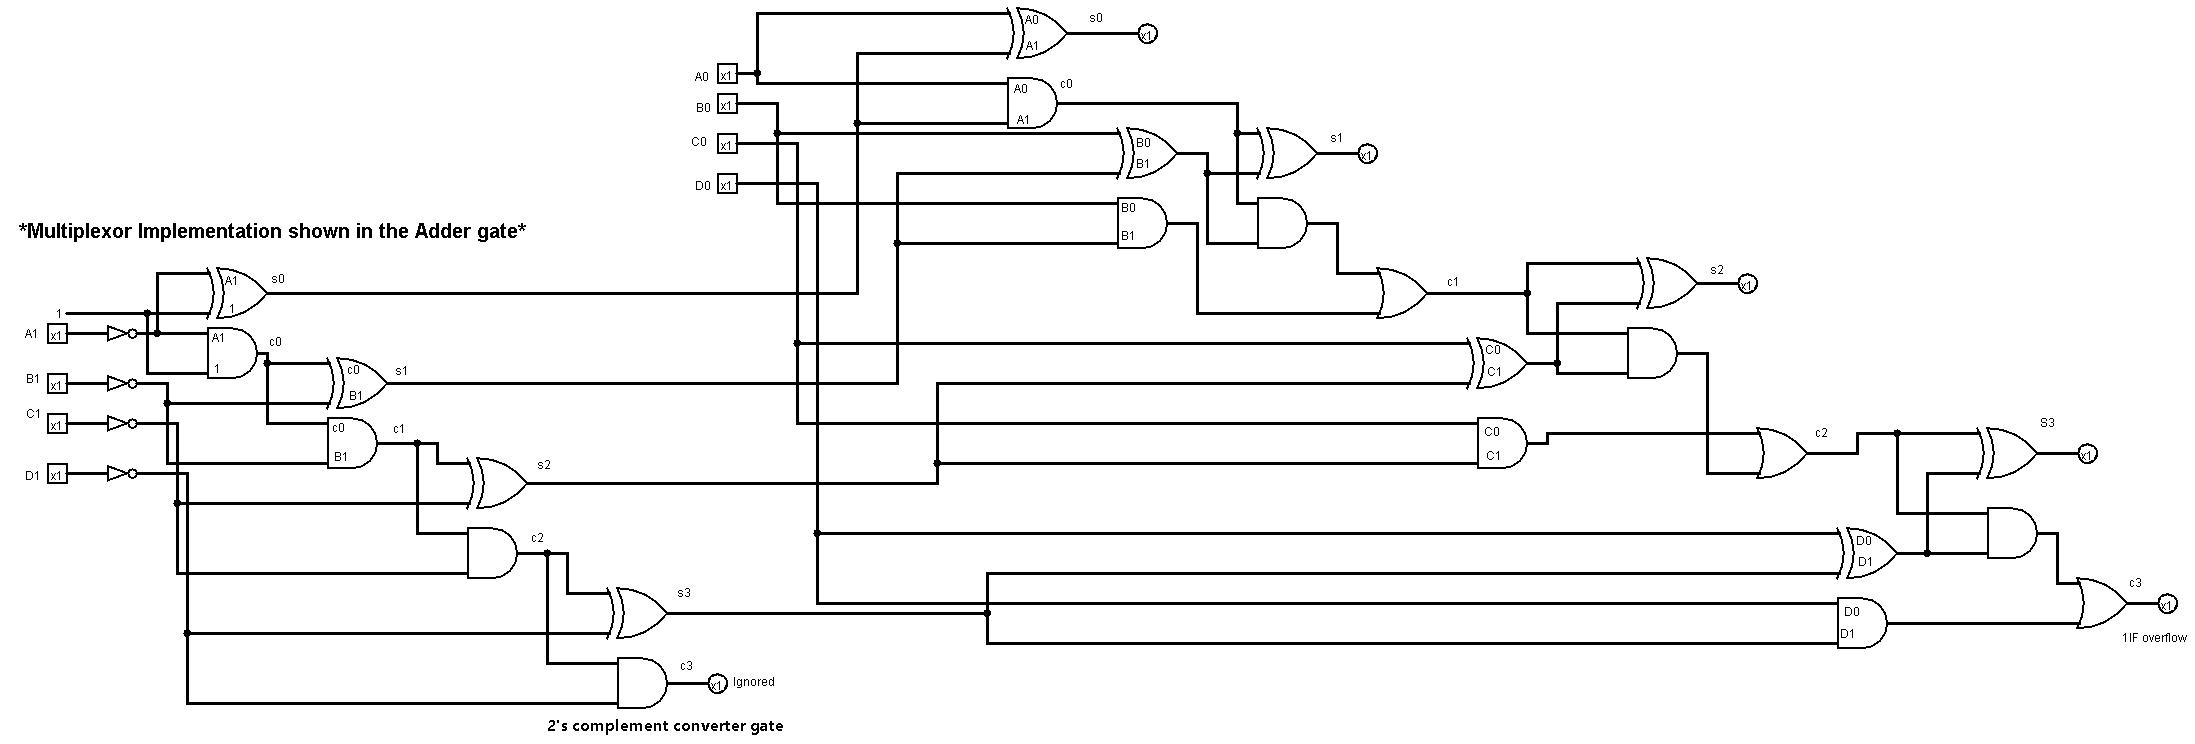 s0
A0
x1
A1
A0 x1
c0
A0
B0 x1
A1
s1
C0 x1
B0
x1
B1
D0 x1
B0
*Multiplexor Implementation shown in the Adder gate*
B1
s2
s0
A1
c1
x1
1
1
A1 x1
A1
c0
C0
1
c0
s1
C1
B1 x1
B1
C1 x1
c0
c1
C0
c2
S3
B1
C1
x1
s2
D1 x1
c2
D0
D1
s3
c3
D0
x1
D1
1IF overflow
c3
x1 Ignored
2's complement converter gate